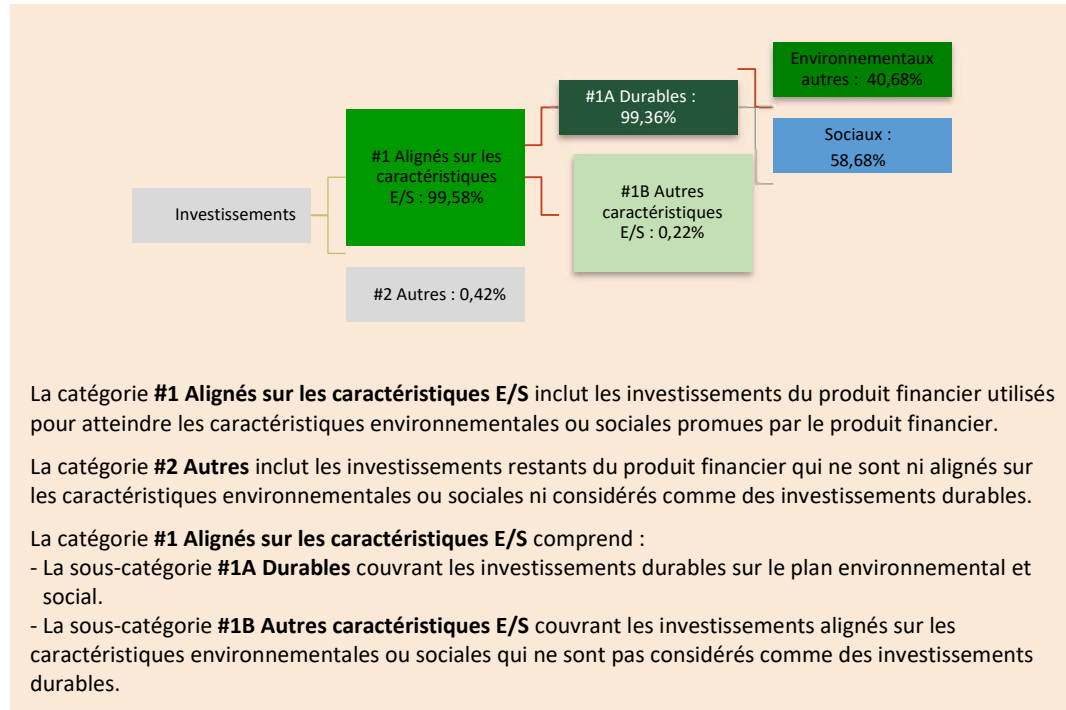 Investissements
#1 Alignés sur les
caractéristiques
E/S : 99,58%
#2 Autres : 0,42%
#1A Durables :
99,36%
#1B Autres
caractéristiques
E/S : 0,22%
Environnementaux
autres : 40,68%
Sociaux :
58,68%
La catégorie #1 Alignés sur les caractéristiques E/S inclut les investissements du produit financier utilisés
pour atteindre les caractéristiques environnementales ou sociales promues par le produit financier.
La catégorie #2 Autres inclut les investissements restants du produit financier qui ne sont ni alignés sur
les caractéristiques environnementales ou sociales ni considérés comme des investissements durables.
La catégorie #1 Alignés sur les caractéristiques E/S comprend :
- La sous-catégorie #1A Durables couvrant les investissements durables sur le plan environnemental et
social.
- La sous-catégorie #1B Autres caractéristiques E/S couvrant les investissements alignés sur les
caractéristiques environnementales ou sociales qui ne sont pas considérés comme des investissements
durables.